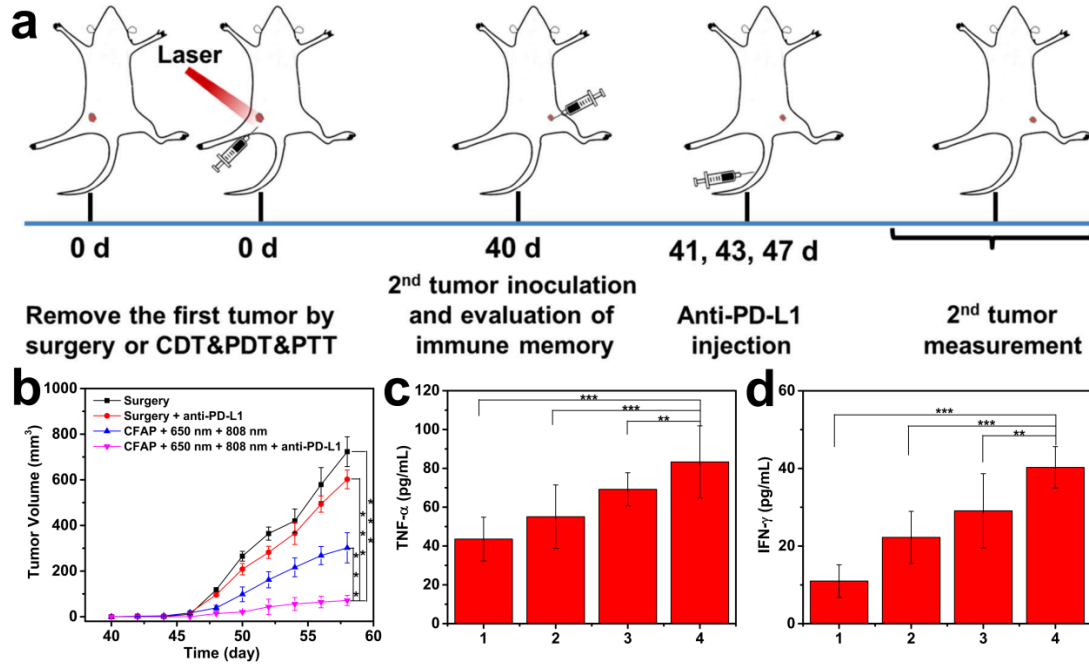 a
Laser
0 d
0 d
40 d
41, 43, 47 d
Remove the first tumor by
surgery or CDT&PDT&PTT
2nd tumor inoculation
and evaluation of
immune memory
Anti-PD-L1
injection
2nd tumor
measurement
b
Tumor Volume (mm3)
1000
800
600
400
200
0
Surgery
Surgery + anti-PD-L1
CFAP + 650 nm + 808 nm
CFAP + 650 nm + 808 nm + anti-PD-L1
***
***
***
40 45 50 55 60
Time (day)
c
TNF-α (pg/mL)
120
100
80
60
40
20
0
***
***
**
1 2 3 4
d
IFN-γ (pg/mL)
60
40
20
0
***
***
**
1 2 3 4